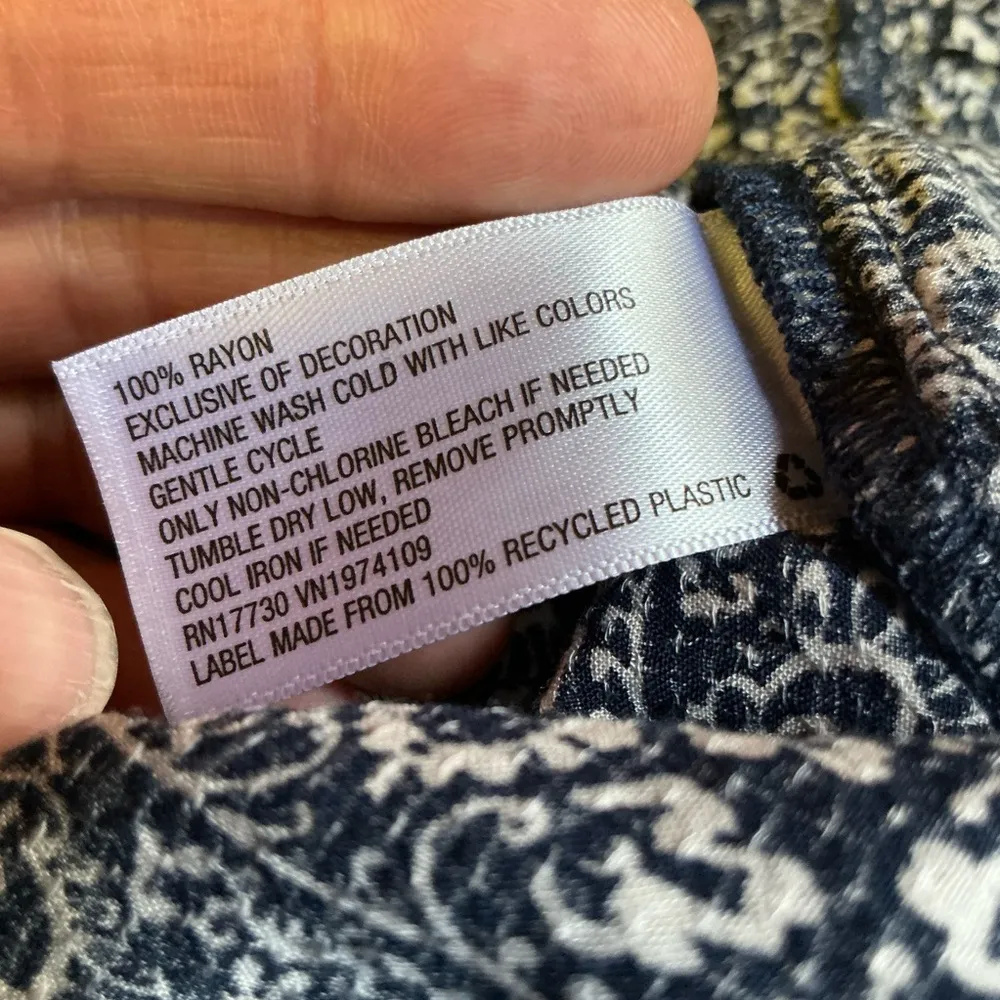 100% RAYON
EXCLUSIVE OF DECORATION
MACHINE WASH COLD WITH LIKE COLORS
GENTLE CYCLE
ONLY NON-CHLORINE BLEACH IF NEEDED
TUMBLE DRY LOW, REMOVE PROMPTLY
COOL IRON IF NEEDED
RN17730 VN1974109
LABEL MADE FROM 100% RECYCLED PLASTIC